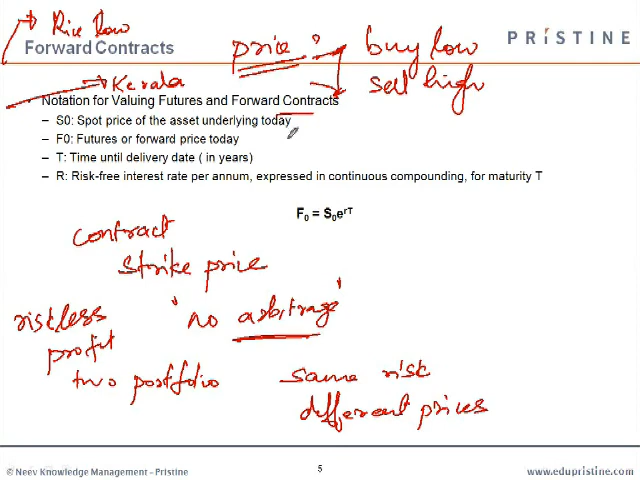 Rice low
Forward Contracts
price ?
buy low
sell high
PRISTINE
Kerala
Notation for Valuing Futures and Forward Contracts
– S0: Spot price of the asset underlying today
– F0: Futures or forward price today
– T: Time until delivery date ( in years)
– R: Risk-free interest rate per annum, expressed in continuous compounding, for maturity T
F₀ = S₀eʳᵀ
contract
strike price
riskless
profit
two portfolio
' no arbitrage '
same risk
different prices
© Neev Knowledge Management - Pristine
5
www.edupristine.com